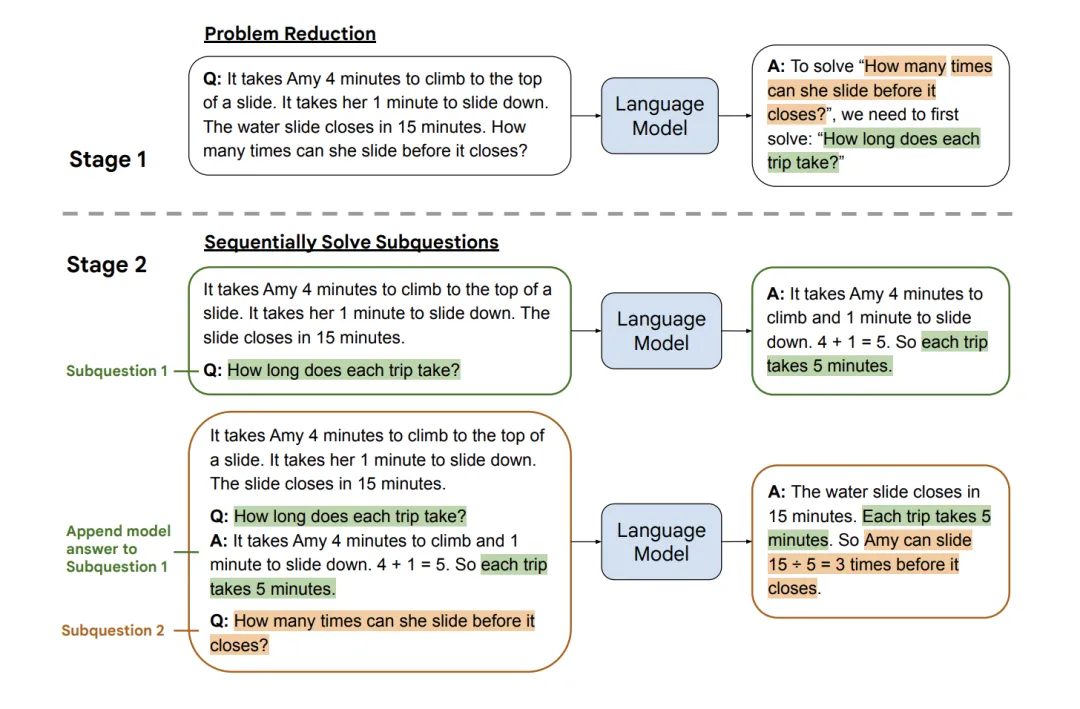 Problem Reduction
Stage 1
Q: It takes Amy 4 minutes to climb to the top
of a slide. It takes her 1 minute to slide down.
The water slide closes in 15 minutes. How
many times can she slide before it closes?
Language
Model
A: To solve “How many times
can she slide before it
closes?”, we need to first
solve: “How long does each
trip take?”
Stage 2
Sequentially Solve Subquestions
It takes Amy 4 minutes to climb to the top of a
slide. It takes her 1 minute to slide down. The
slide closes in 15 minutes.
Subquestion 1
Q: How long does each trip take?
Language
Model
A: It takes Amy 4 minutes to
climb and 1 minute to slide
down. 4 + 1 = 5. So each trip
takes 5 minutes.
It takes Amy 4 minutes to climb to the top of
a slide. It takes her 1 minute to slide down.
The slide closes in 15 minutes.
Append model
answer to
Subquestion 1
Q: How long does each trip take?
A: It takes Amy 4 minutes to climb and 1
minute to slide down. 4 + 1 = 5. So each trip
takes 5 minutes.
Subquestion 2
Q: How many times can she slide before it
closes?
Language
Model
A: The water slide closes in
15 minutes. Each trip takes 5
minutes. So Amy can slide
15 ÷ 5 = 3 times before it
closes.